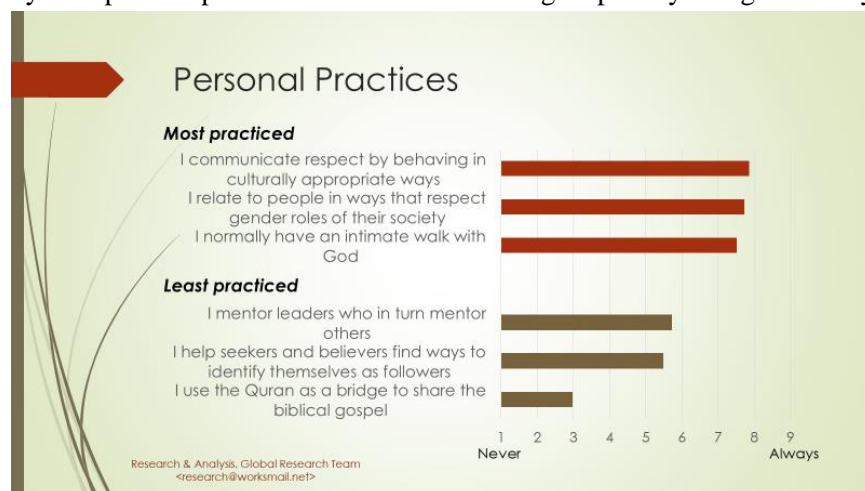 Personal Practices
Most practiced
I communicate respect by behaving in
culturally appropriate ways
I relate to people in ways that respect
gender roles of their society
I normally have an intimate walk with
God
Least practiced
I mentor leaders who in turn mentor
others
I help seekers and believers find ways to
identify themselves as followers
I use the Quran as a bridge to share the
biblical gospel
1 2 3 4 5 6 7 8 9
Never Always
Research & Analysis, Global Research Team
<research@worksmail.net>